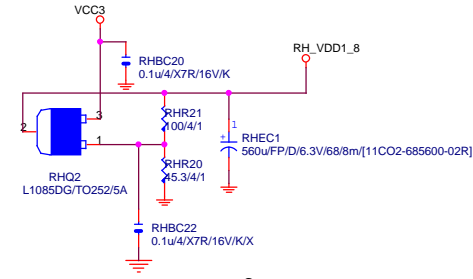 VCC3
RH_VDD1_8
RHBC20
0.1u/4/X7R/16V/K
3
2
1
RHR21
100/4/1
1
+
RHEC1
560u/FP/D/6.3V/68/8m/[11CO2-685600-02R]
RHQ2
L1085DG/TO252/5A
RHR20
45.3/4/1
RHBC22
0.1u/4/X7R/16V/K/X